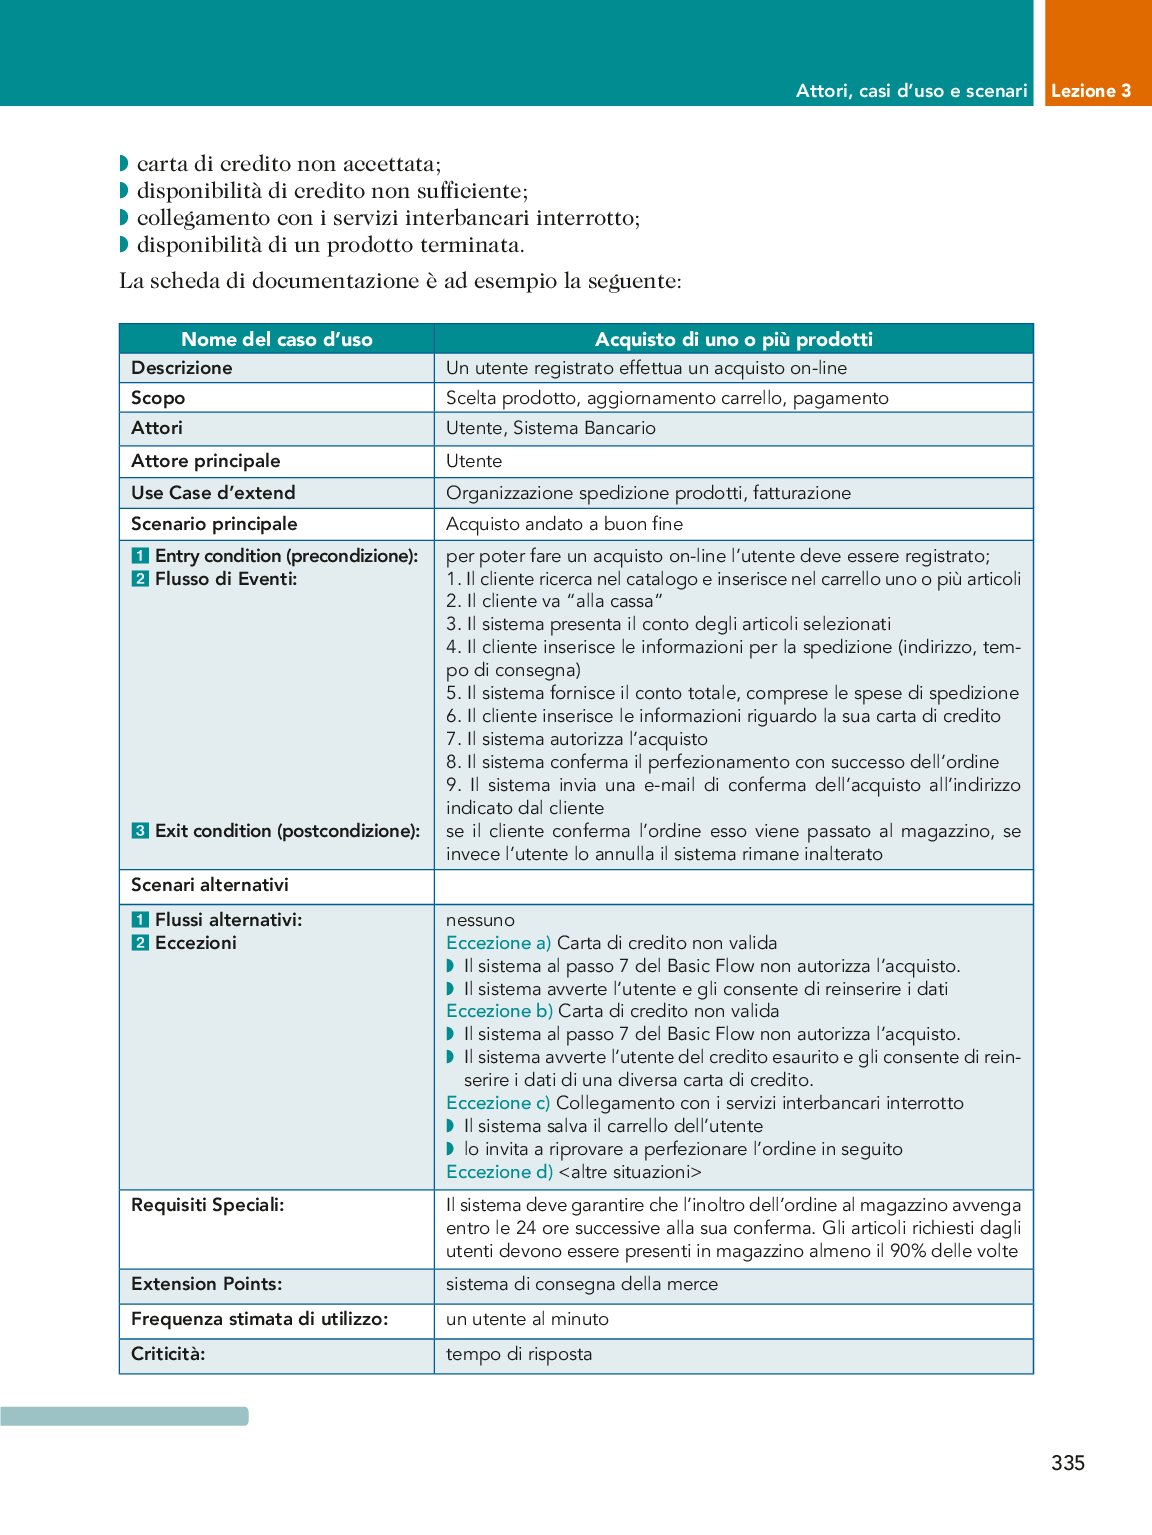 Attori, casi d'uso e scenari Lezione 3
carta di credito non accettata;
disponibilità di credito non sufficiente;
collegamento con i servizi interbancari interrotto;
disponibilità di un prodotto terminata.
La scheda di documentazione è ad esempio la seguente:
Nome del caso d'uso Acquisto di uno o più prodotti
Descrizione Un utente registrato effettua un acquisto on-line
Scopo Scelta prodotto, aggiornamento carrello, pagamento
Attori Utente, Sistema Bancario
Attore principale Utente
Use Case d'extend Organizzazione spedizione prodotti, fatturazione
Scenario principale Acquisto andato a buon fine
1 Entry condition (precondizione): per poter fare un acquisto on-line l'utente deve essere registrato;
2 Flusso di Eventi: 1. Il cliente ricerca nel catalogo e inserisce nel carrello uno o più articoli
2. Il cliente va "alla cassa"
3. Il sistema presenta il conto degli articoli selezionati
4. Il cliente inserisce le informazioni per la spedizione (indirizzo, tem-
po di consegna)
5. Il sistema fornisce il conto totale, comprese le spese di spedizione
6. Il cliente inserisce le informazioni riguardo la sua carta di credito
7. Il sistema autorizza l'acquisto
8. Il sistema conferma il perfezionamento con successo dell'ordine
9. Il sistema invia una e-mail di conferma dell'acquisto all'indirizzo
indicato dal cliente
3 Exit condition (postcondizione): se il cliente conferma l'ordine esso viene passato al magazzino, se
invece l'utente lo annulla il sistema rimane inalterato
Scenari alternativi
1 Flussi alternativi: nessuno
2 Eccezioni Eccezione a) Carta di credito non valida
Il sistema al passo 7 del Basic Flow non autorizza l'acquisto.
Il sistema avverte l'utente e gli consente di reinserire i dati
Eccezione b) Carta di credito non valida
Il sistema al passo 7 del Basic Flow non autorizza l'acquisto.
Il sistema avverte l'utente del credito esaurito e gli consente di rein-
serire i dati di una diversa carta di credito.
Eccezione c) Collegamento con i servizi interbancari interrotto
Il sistema salva il carrello dell'utente
lo invita a riprovare a perfezionare l'ordine in seguito
Eccezione d) <altre situazioni>
Requisiti Speciali: Il sistema deve garantire che l'inoltro dell'ordine al magazzino avvenga
entro le 24 ore successive alla sua conferma. Gli articoli richiesti dagli
utenti devono essere presenti in magazzino almeno il 90% delle volte
Extension Points: sistema di consegna della merce
Frequenza stimata di utilizzo: un utente al minuto
Criticità: tempo di risposta
335